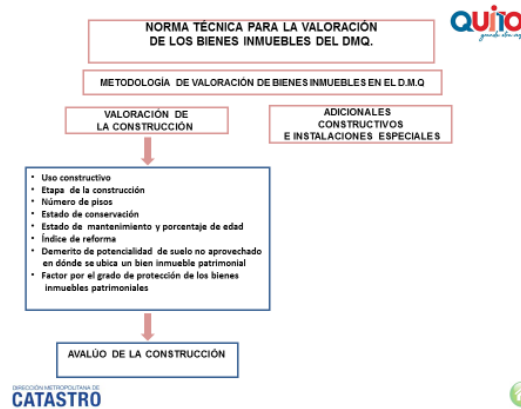 NORMA TÉCNICA PARA LA VALORACIÓN
DE LOS BIENES INMUEBLES DEL DMQ.
QUITO
METODOLOGÍA DE VALORACIÓN DE BIENES INMUEBLES EN EL D.M.Q
VALORACIÓN DE
LA CONSTRUCCIÓN
ADICIONALES
CONSTRUCTIVOS
E INSTALACIONES ESPECIALES
• Uso constructivo
• Etapa de la construcción
• Número de pisos
• Estado de conservación
• Estado de mantenimiento y porcentaje de edad
• Índice de reforma
• Demerito de potencialidad de suelo no aprovechado
en dónde se ubica un bien inmueble patrimonial
• Factor por el grado de protección de los bienes
inmuebles patrimoniales
AVALÚO DE LA CONSTRUCCIÓN
DIRECCIÓN METROPOLITANA DE
CATASTRO